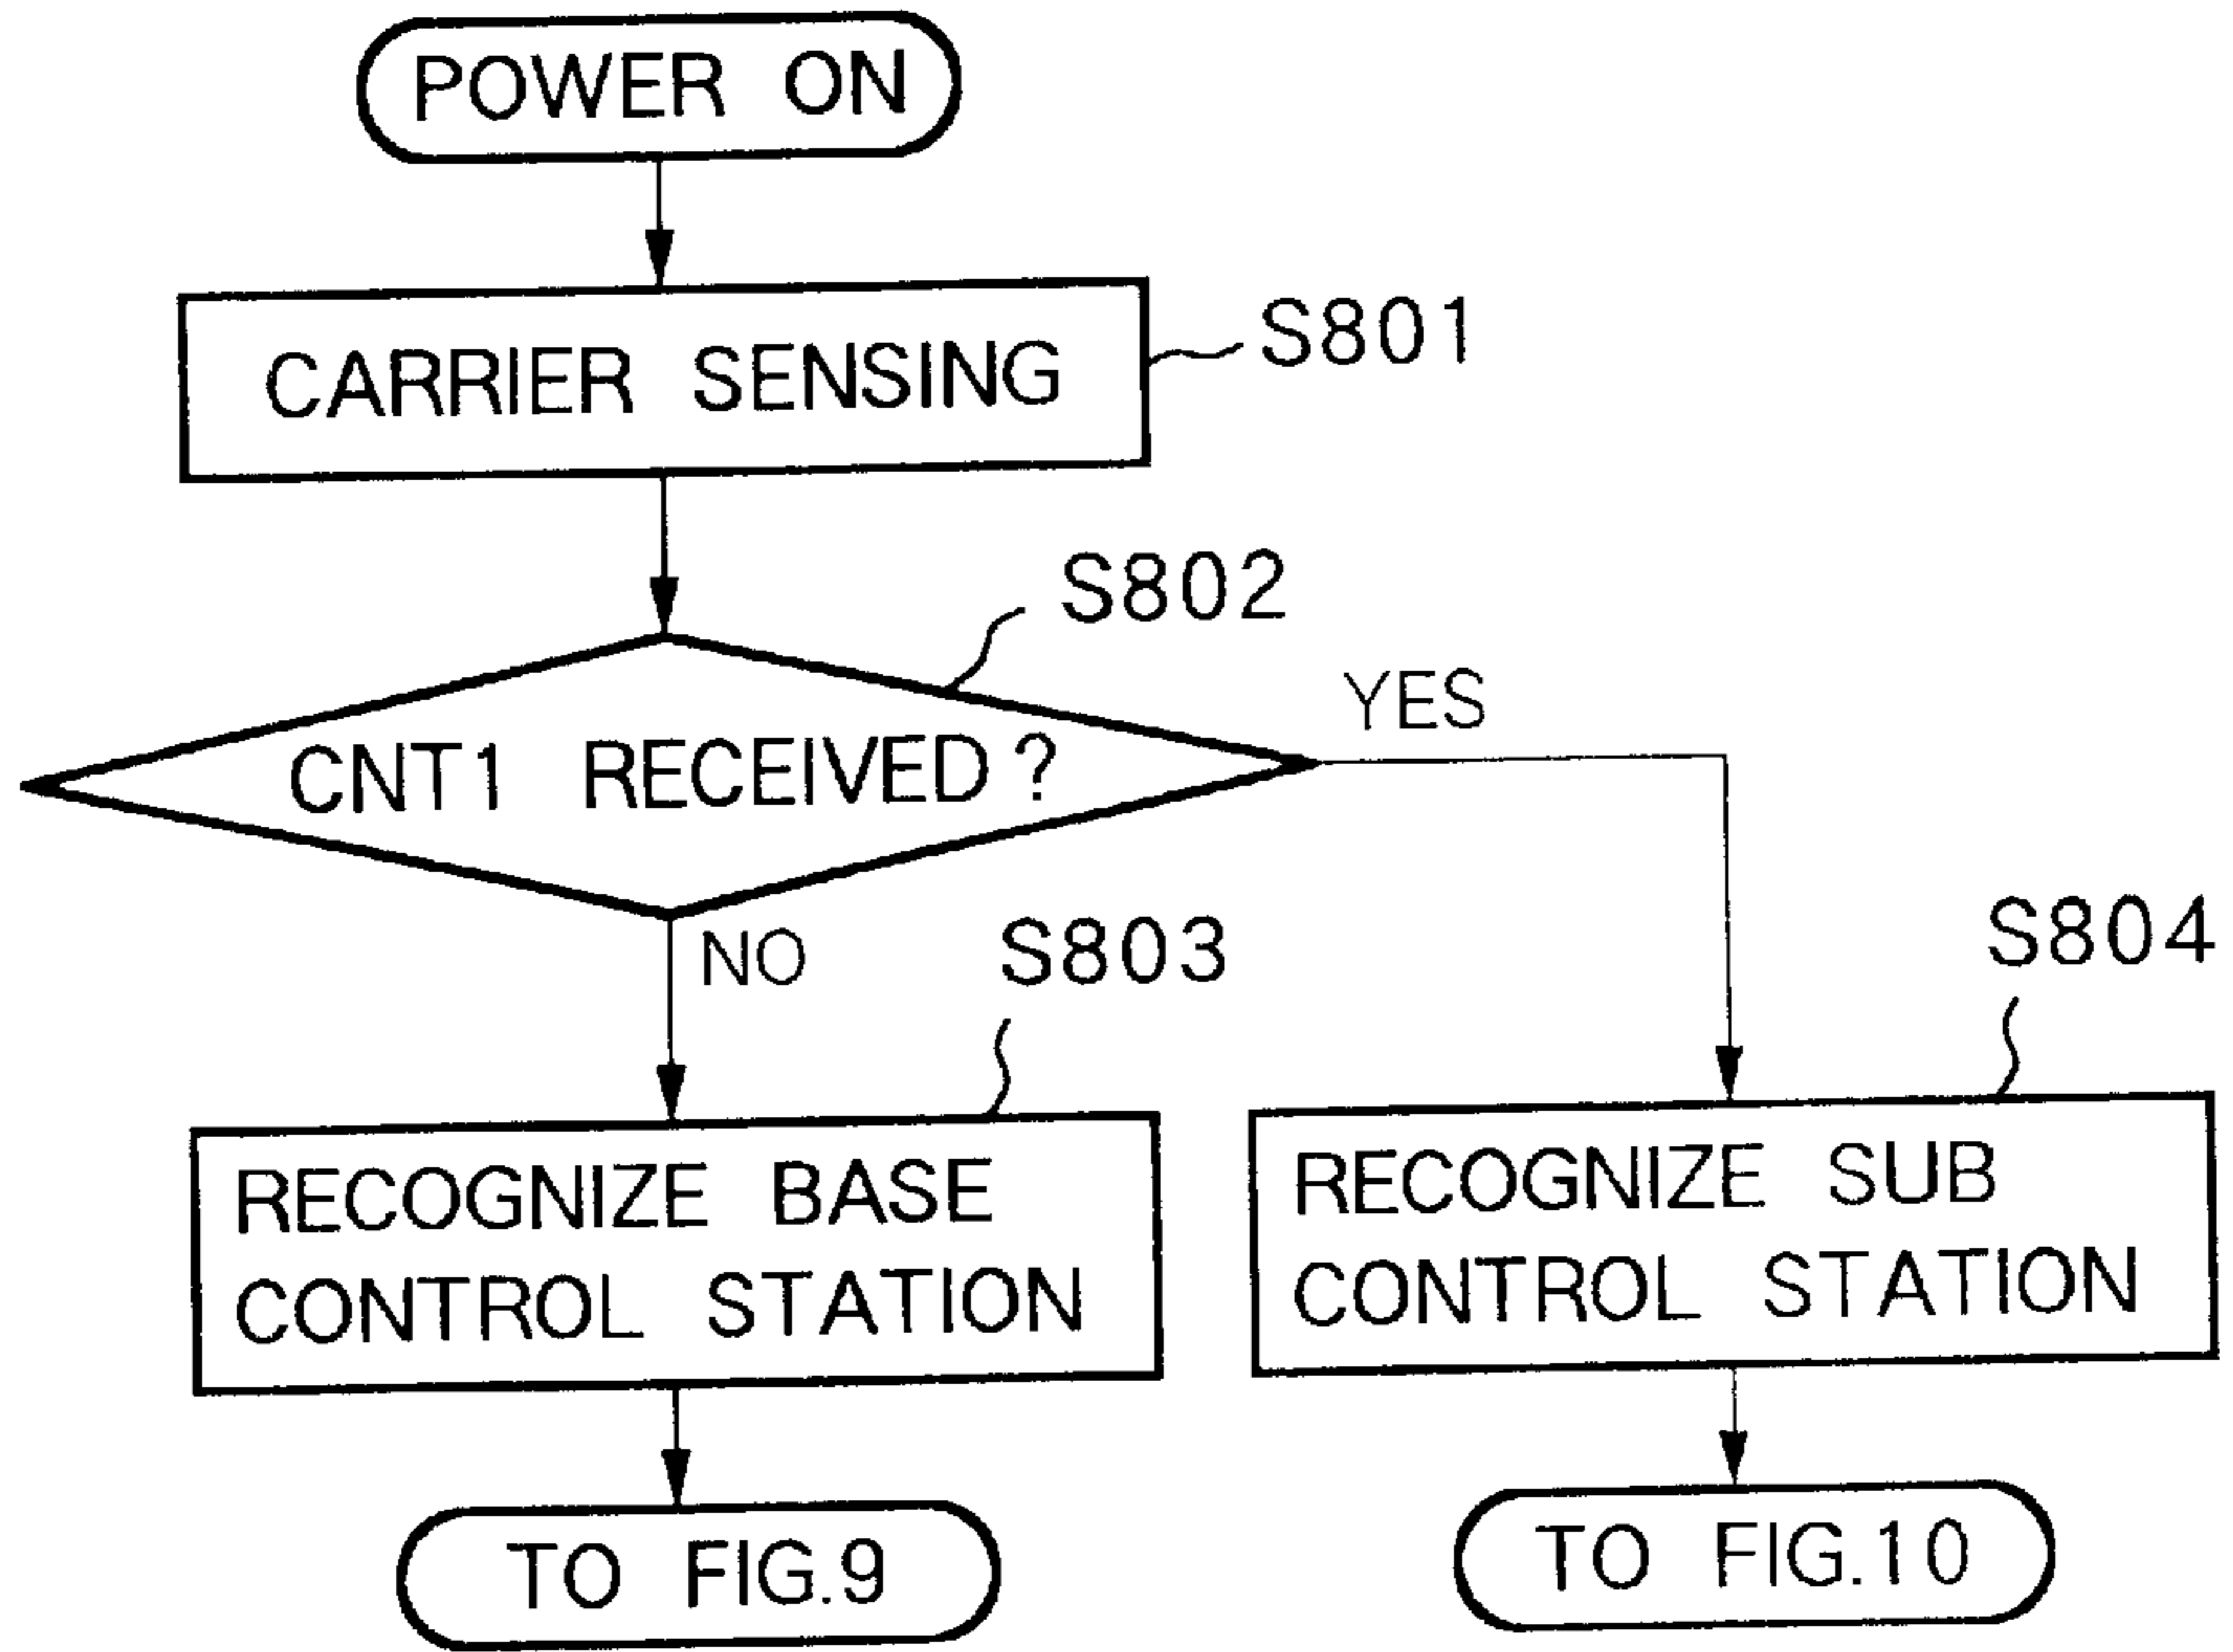 POWER ON
CARRIER SENSING
S801
S802
CNT1 RECEIVED?
YES
NO
S803
S804
RECOGNIZE BASE
CONTROL STATION
RECOGNIZE SUB
CONTROL STATION
TO FIG.9
TO FIG.10